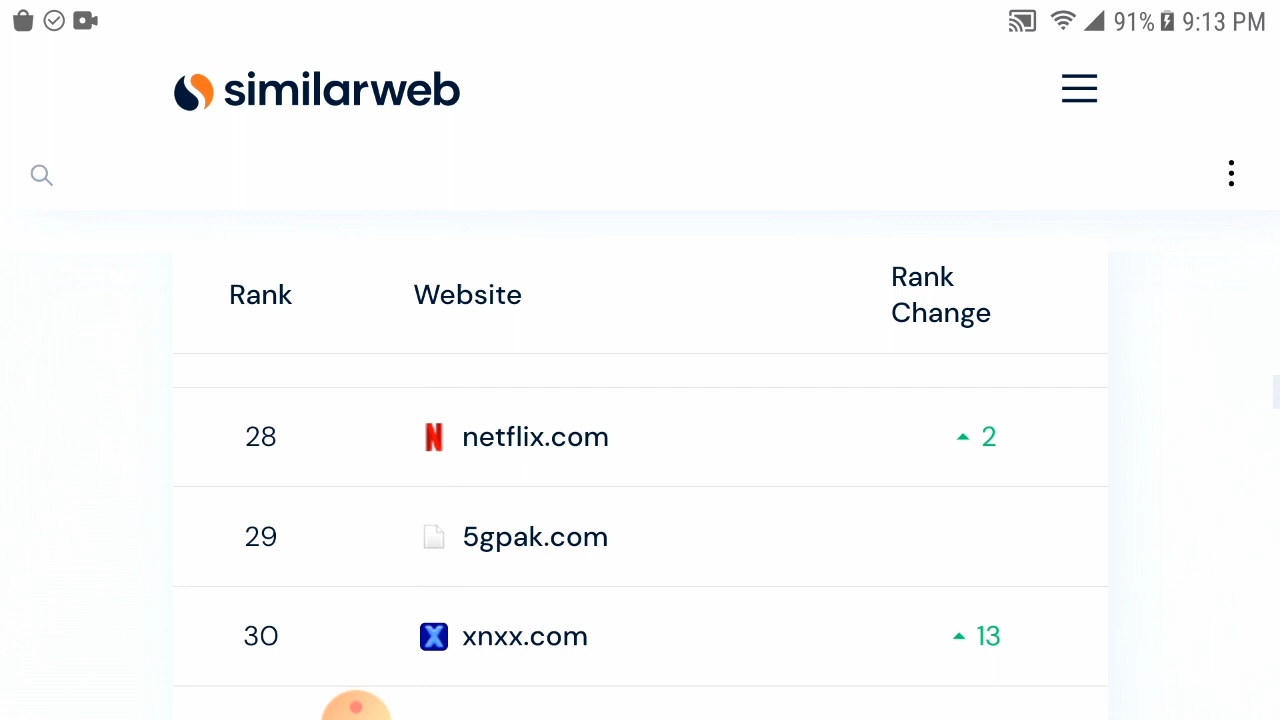 91% 9:13 PM
similarweb
Rank Website Rank Change
28 netflix.com 2
29 5gpak.com
30 xnxx.com 13